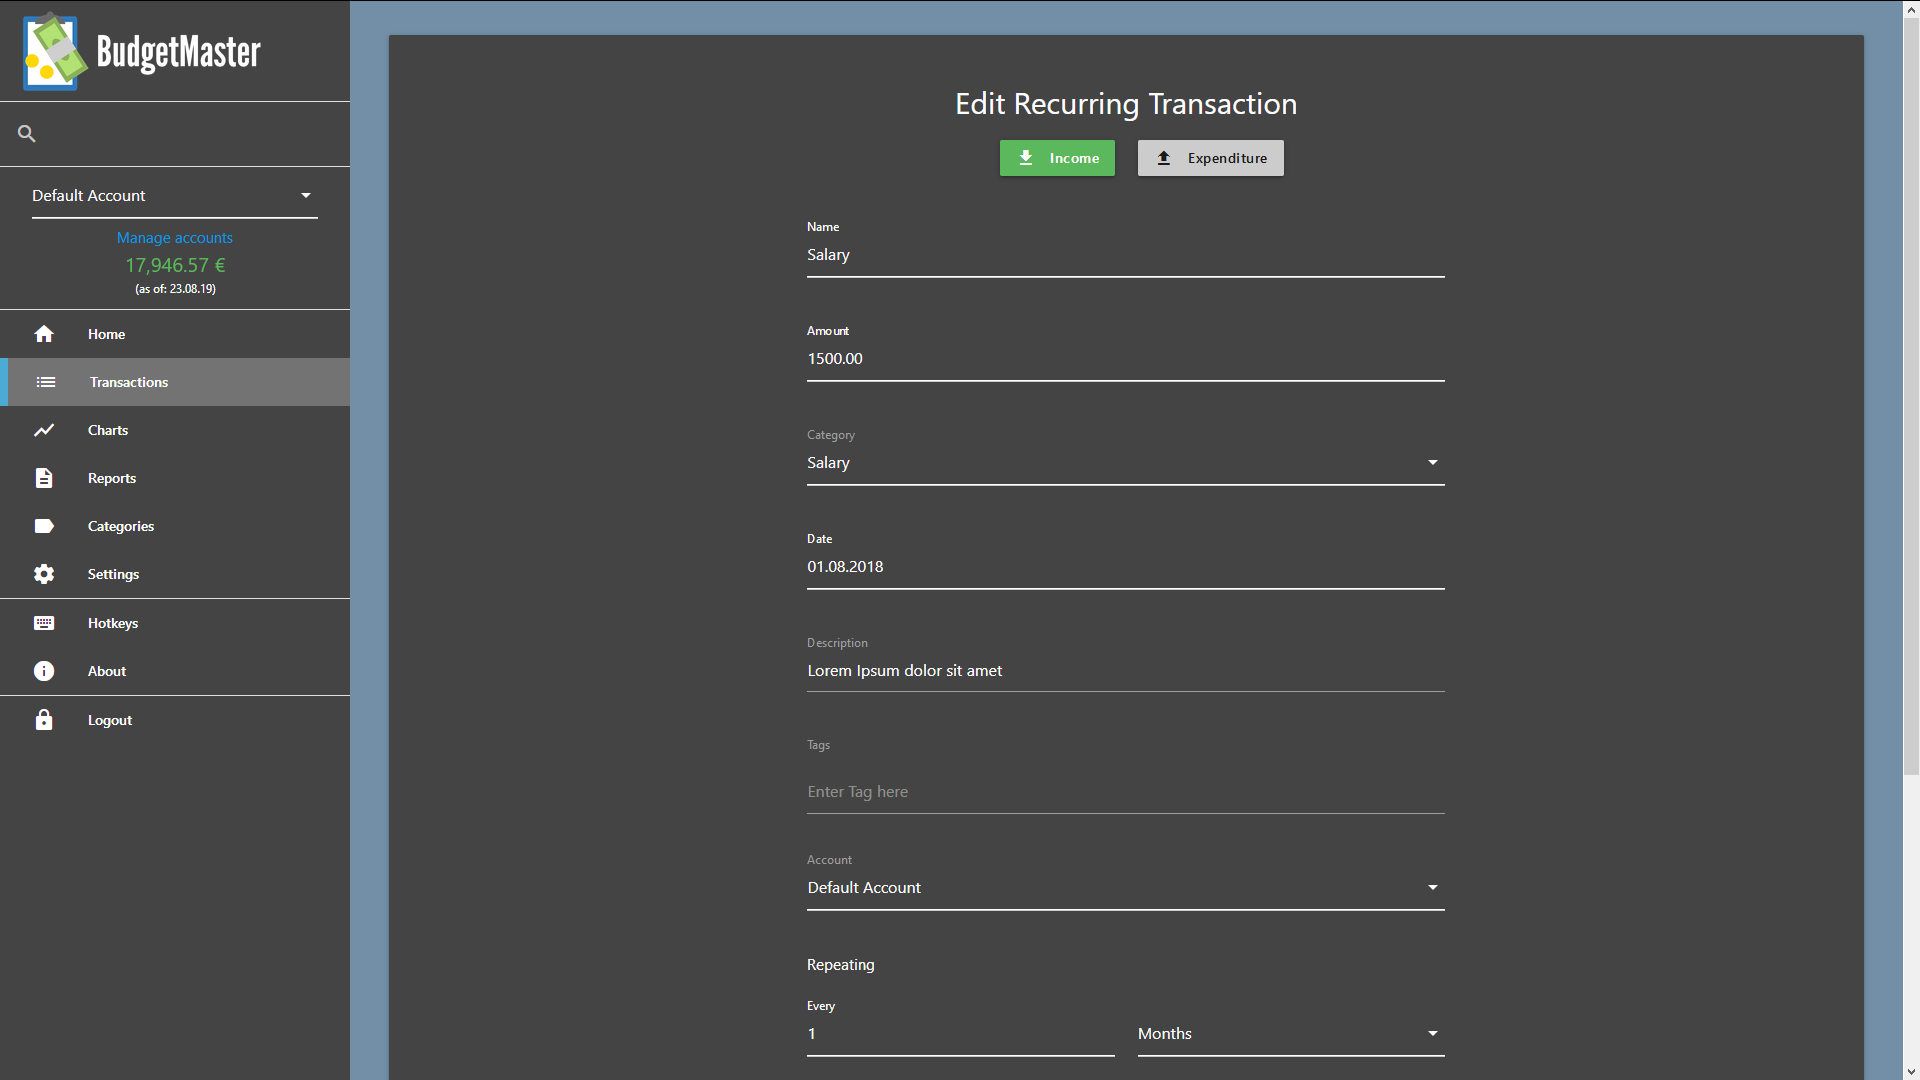 BudgetMaster
Default Account
Manage accounts
17,946.57 €
(as of: 23.08.19)
Home
Transactions
Charts
Reports
Categories
Settings
Hotkeys
About
Logout
Edit Recurring Transaction
Income Expenditure
Name
Salary
Amount
1500.00
Category
Salary
Date
01.08.2018
Description
Lorem Ipsum dolor sit amet
Tags
Enter Tag here
Account
Default Account
Repeating
Every
1 Months